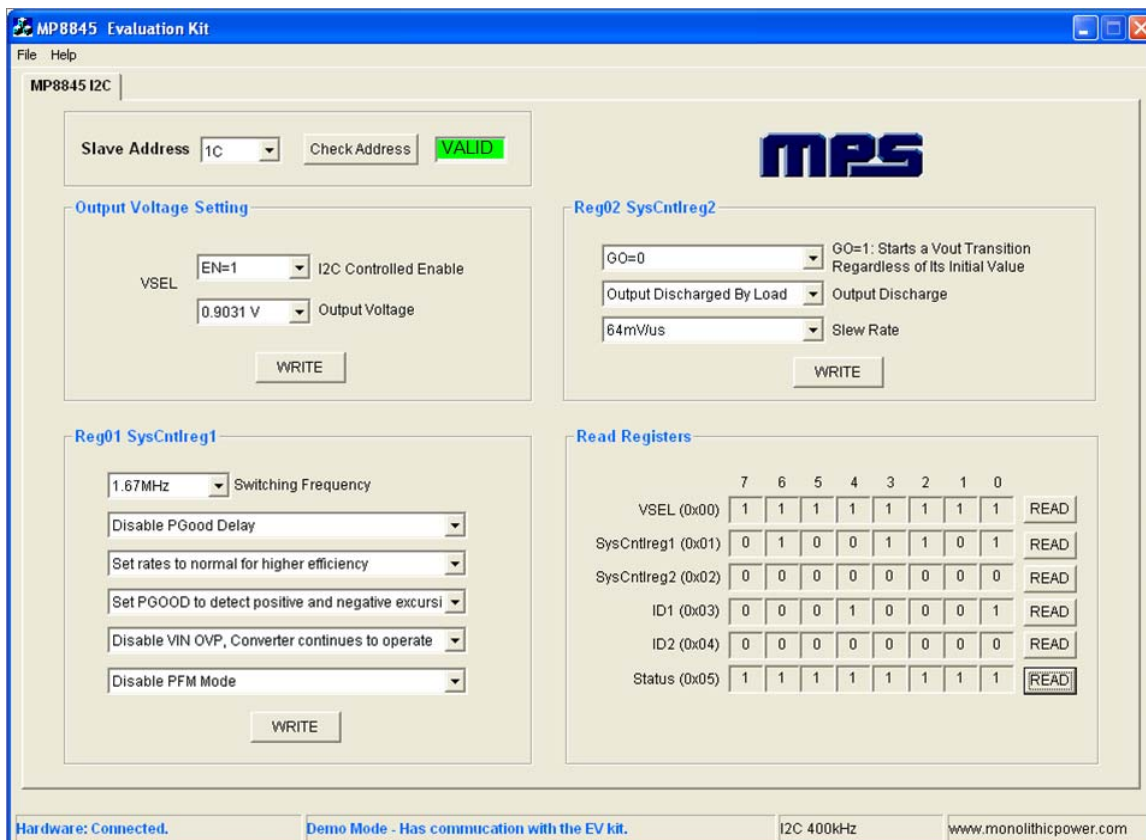 MP8845 Evaluation Kit
File Help
MP8845 I2C
Slave Address 1C Check Address VALID
mps
Output Voltage Setting
VSEL
EN=1 I2C Controlled Enable
0.9031 V Output Voltage
WRITE
Reg02 SysCntlreg2
GO=0 GO=1: Starts a Vout Transition
Regardless of Its Initial Value
Output Discharged By Load Output Discharge
64mV/us Slew Rate
WRITE
Reg01 SysCntlreg1
1.67MHz Switching Frequency
Disable PGood Delay
Set rates to normal for higher efficiency
Set PGOOD to detect positive and negative excursi
Disable VIN OVP, Converter continues to operate
Disable PFM Mode
WRITE
Read Registers
7 6 5 4 3 2 1 0
VSEL (0x00) 1 1 1 1 1 1 1 1 READ
SysCntlreg1 (0x01) 0 1 0 0 1 1 0 1 READ
SysCntlreg2 (0x02) 0 0 0 0 0 0 0 0 READ
ID1 (0x03) 0 0 0 1 0 0 0 1 READ
ID2 (0x04) 0 0 0 0 0 0 0 0 READ
Status (0x05) 1 1 1 1 1 1 1 1 READ
Hardware: Connected. Demo Mode - Has commucation with the EV kit. I2C 400kHz www.monolithicpower.com